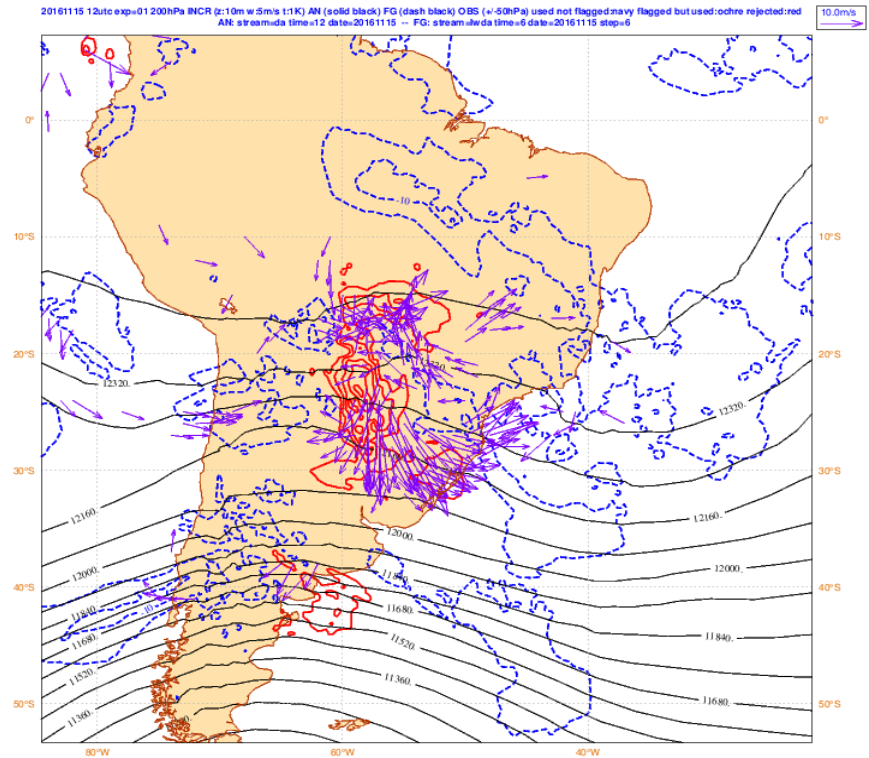 20161115 12utc exp=01 200hPa INCR (z:10m w:5m/s t:1K) AN (solid black) FG (dash black) OBS (+/-50hPa) used not flagged:navy flagged but used:ochre rejected:red
AN: stream=da time=12 date=20161115 -- FG: stream=lwda time=6 date=20161115 step=6
10.0m/s
0° 0°
-10
10°S 10°S
20°S 20°S
12320.
12320.
12320.
30°S 30°S
12160. 12160.
12000.
12000. 12000.
11840.
40°S 40°S
-10
11840. 11680. 11840.
11680. 11520.
11520. 11360. 11680.
50°S 50°S
11360.
80°W 60°W 40°W